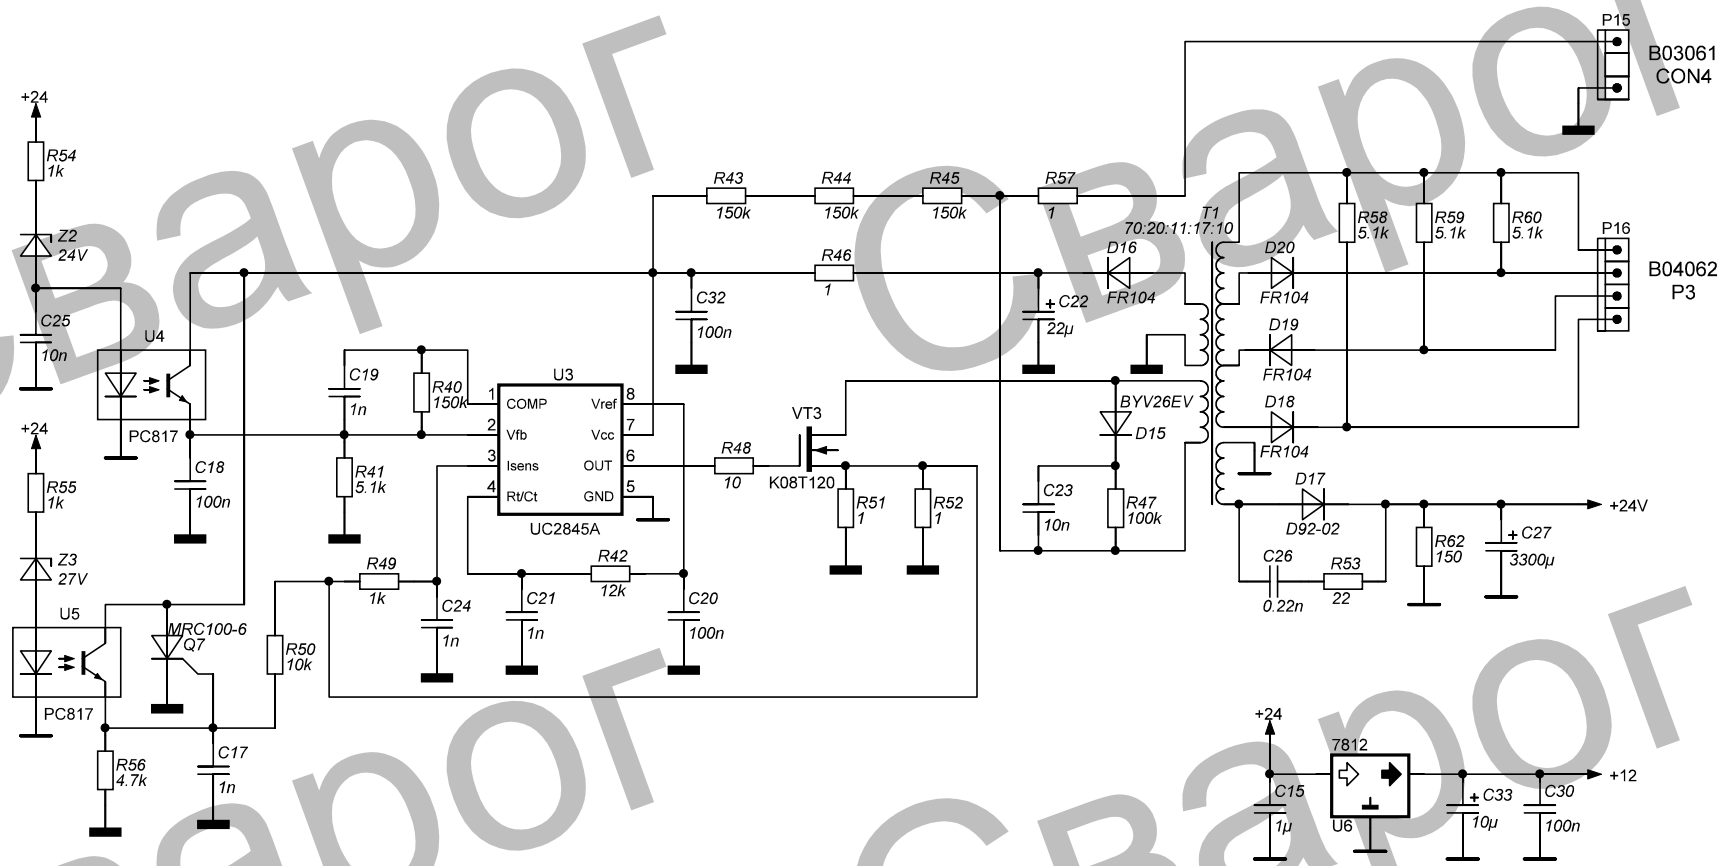 P15
B03061
CON4
+24
R54
1k
Z2
24V
C25
10n
U4
PC817
+24
R55
1k
Z3
27V
U5
PC817
MRC100-6
Q7
R56
4.7k
C17
1n
R50
10k
C18
100n
C19
1n
R40
150k
R41
5.1k
R49
1k
C24
1n
C21
1n
R42
12k
C20
100n
U3
1
COMP
2
Vfb
3
Isens
4
Rt/Ct
8
Vref
7
Vcc
6
OUT
5
GND
UC2845A
R43
150k
R44
150k
R45
150k
R57
1
R46
1
C32
100n
C22
+
22µ
D16
FR104
T1
70:20:11:17:10
VT3
K08T120
R48
10
R51
1
R52
1
BYV26EV
D15
C23
10n
R47
100k
D20
FR104
D19
FR104
D18
FR104
R58
5.1k
R59
5.1k
R60
5.1k
P16
B04062
P3
D17
D92-02
+24V
C26
0.22n
R53
22
R62
150
+
C27
3300µ
+24
C15
1µ
7812
U6
+
C33
10µ
C30
100n
+12
Сварог
Сварог
Сварог
Сварог